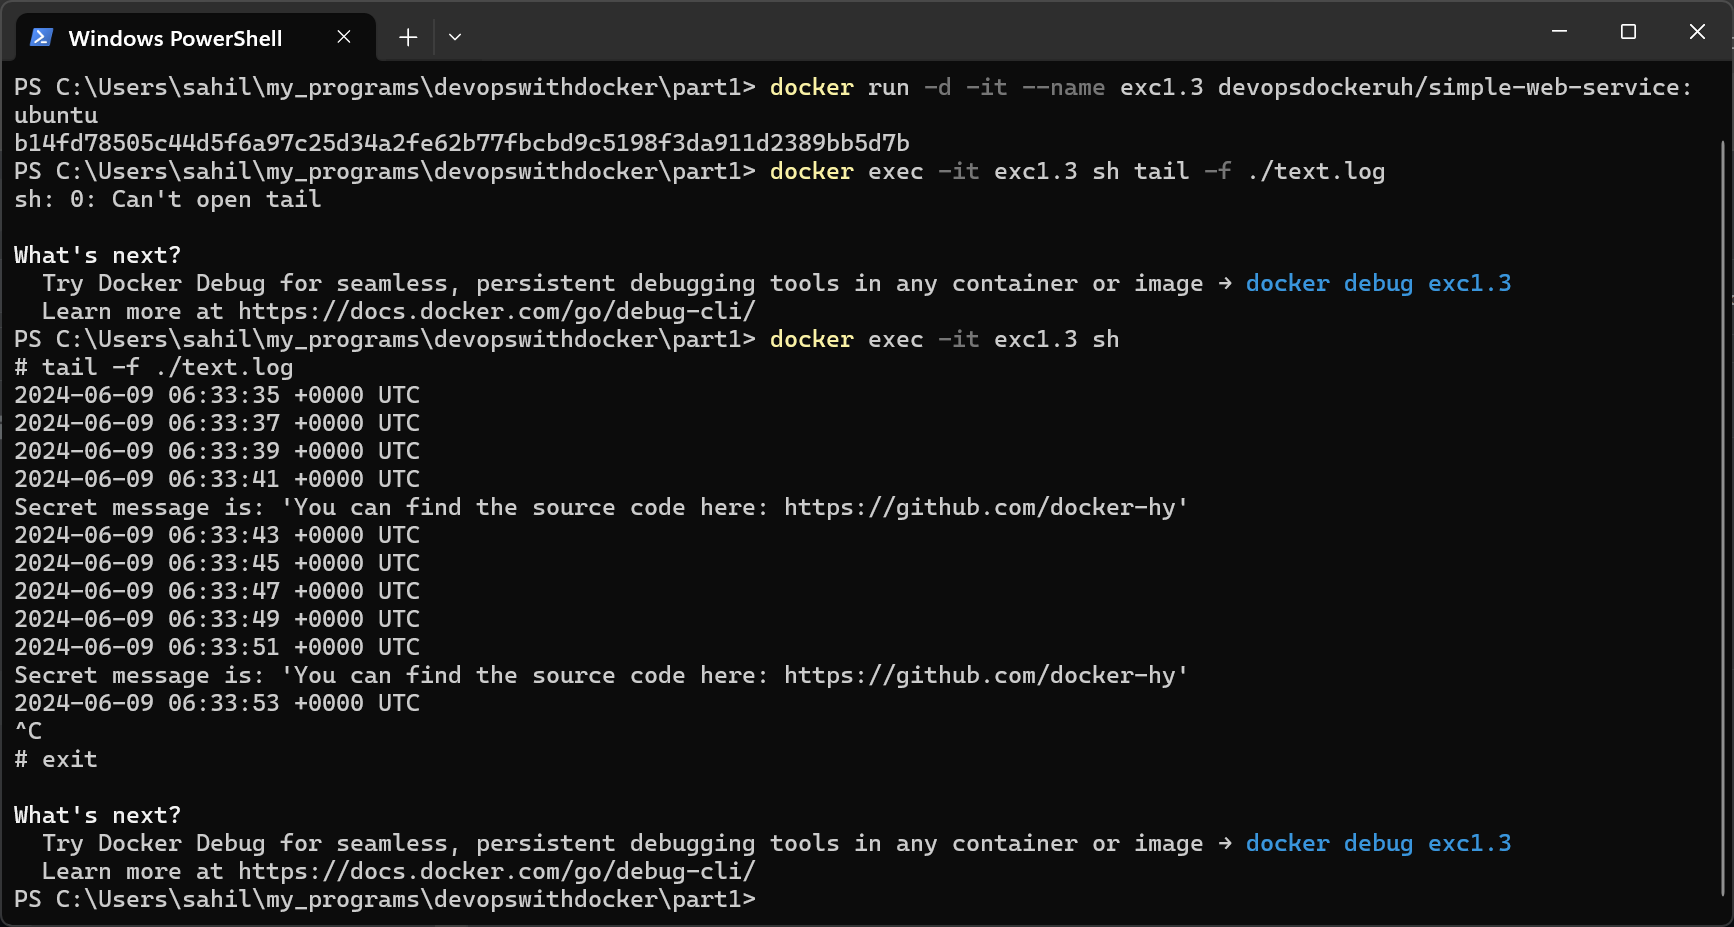 Windows PowerShell
PS C:\Users\sahil\my_programs\devopswithdocker\part1> docker run -d -it --name exc1.3 devopsdockeruh/simple-web-service:
ubuntu
b14fd78505c44d5f6a97c25d34a2fe62b77fbcbd9c5198f3da911d2389bb5d7b
PS C:\Users\sahil\my_programs\devopswithdocker\part1> docker exec -it exc1.3 sh tail -f ./text.log
sh: 0: Can't open tail
What's next?
Try Docker Debug for seamless, persistent debugging tools in any container or image → docker debug exc1.3
Learn more at https://docs.docker.com/go/debug-cli/
PS C:\Users\sahil\my_programs\devopswithdocker\part1> docker exec -it exc1.3 sh
# tail -f ./text.log
2024-06-09 06:33:35 +0000 UTC
2024-06-09 06:33:37 +0000 UTC
2024-06-09 06:33:39 +0000 UTC
2024-06-09 06:33:41 +0000 UTC
Secret message is: 'You can find the source code here: https://github.com/docker-hy'
2024-06-09 06:33:43 +0000 UTC
2024-06-09 06:33:45 +0000 UTC
2024-06-09 06:33:47 +0000 UTC
2024-06-09 06:33:49 +0000 UTC
2024-06-09 06:33:51 +0000 UTC
Secret message is: 'You can find the source code here: https://github.com/docker-hy'
2024-06-09 06:33:53 +0000 UTC
^C
# exit
What's next?
Try Docker Debug for seamless, persistent debugging tools in any container or image → docker debug exc1.3
Learn more at https://docs.docker.com/go/debug-cli/
PS C:\Users\sahil\my_programs\devopswithdocker\part1>